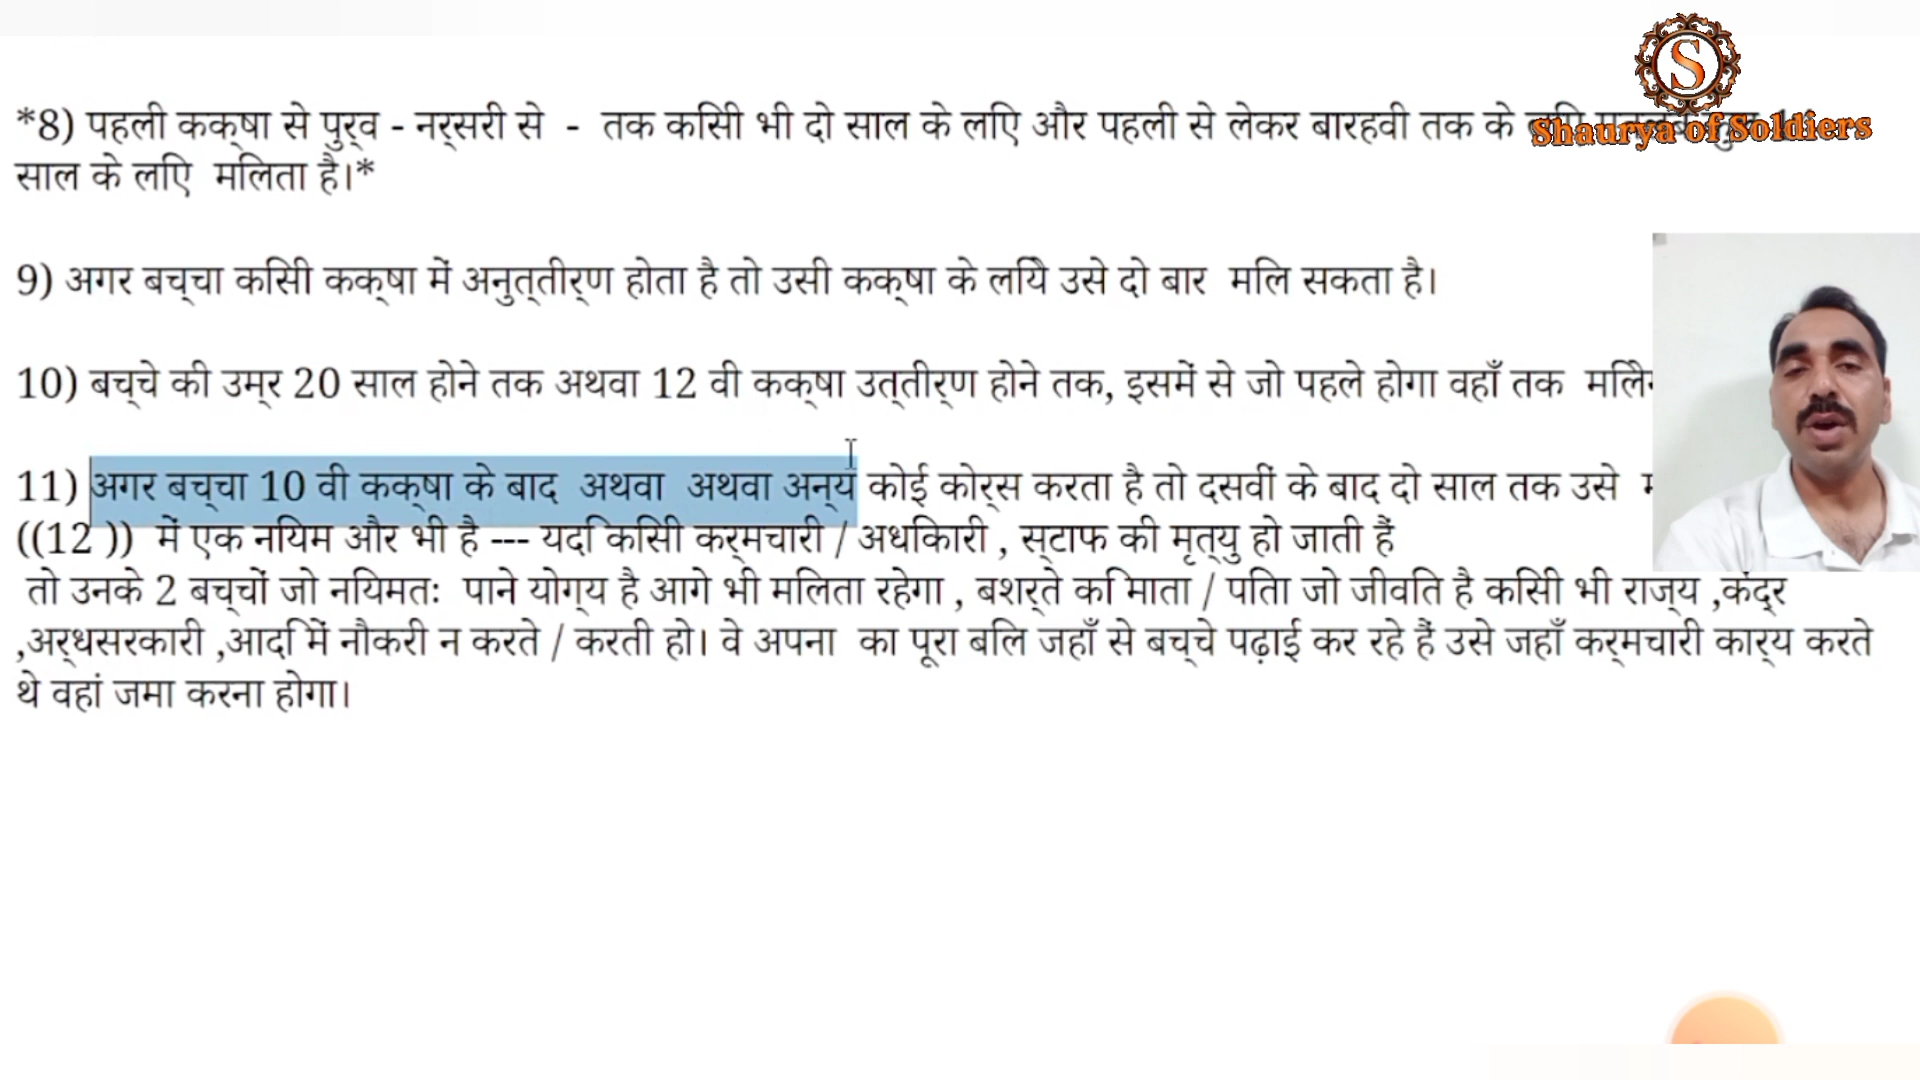 S
Shaurya of Soldiers
*8) पहली कक्षा से पुर्व - नर्सरी से - तक किसी भी दो साल के लिए और पहली से लेकर बारहवी तक के
साल के लिए मिलता है।*
9) अगर बच्चा किसी कक्षा में अनुत्तीर्ण होता है तो उसी कक्षा के लिये उसे दो बार मिल सकता है।
10) बच्चे की उम्र 20 साल होने तक अथवा 12 वी कक्षा उत्तीर्ण होने तक, इसमें से जो पहले होगा वहाँ तक
11) अगर बच्चा 10 वी कक्षा के बाद अथवा अथवा अन्य कोई कोर्स करता है तो दसवीं के बाद दो साल तक उसे
((12 )) में एक नियम और भी है --- यदि किसी कर्मचारी / अधिकारी , स्टाफ की मृत्यु हो जाती हैं
तो उनके 2 बच्चों जो नियमतः पाने योग्य है आगे भी मिलता रहेगा , बशर्ते कि माता / पिता जो जीवित है किसी भी राज्य ,केंद्र
,अर्धसरकारी ,आदि में नौकरी न करते / करती हो। वे अपना का पूरा बिल जहाँ से बच्चे पढ़ाई कर रहे हैं उसे जहाँ कर्मचारी कार्य करते
थे वहां जमा करना होगा।